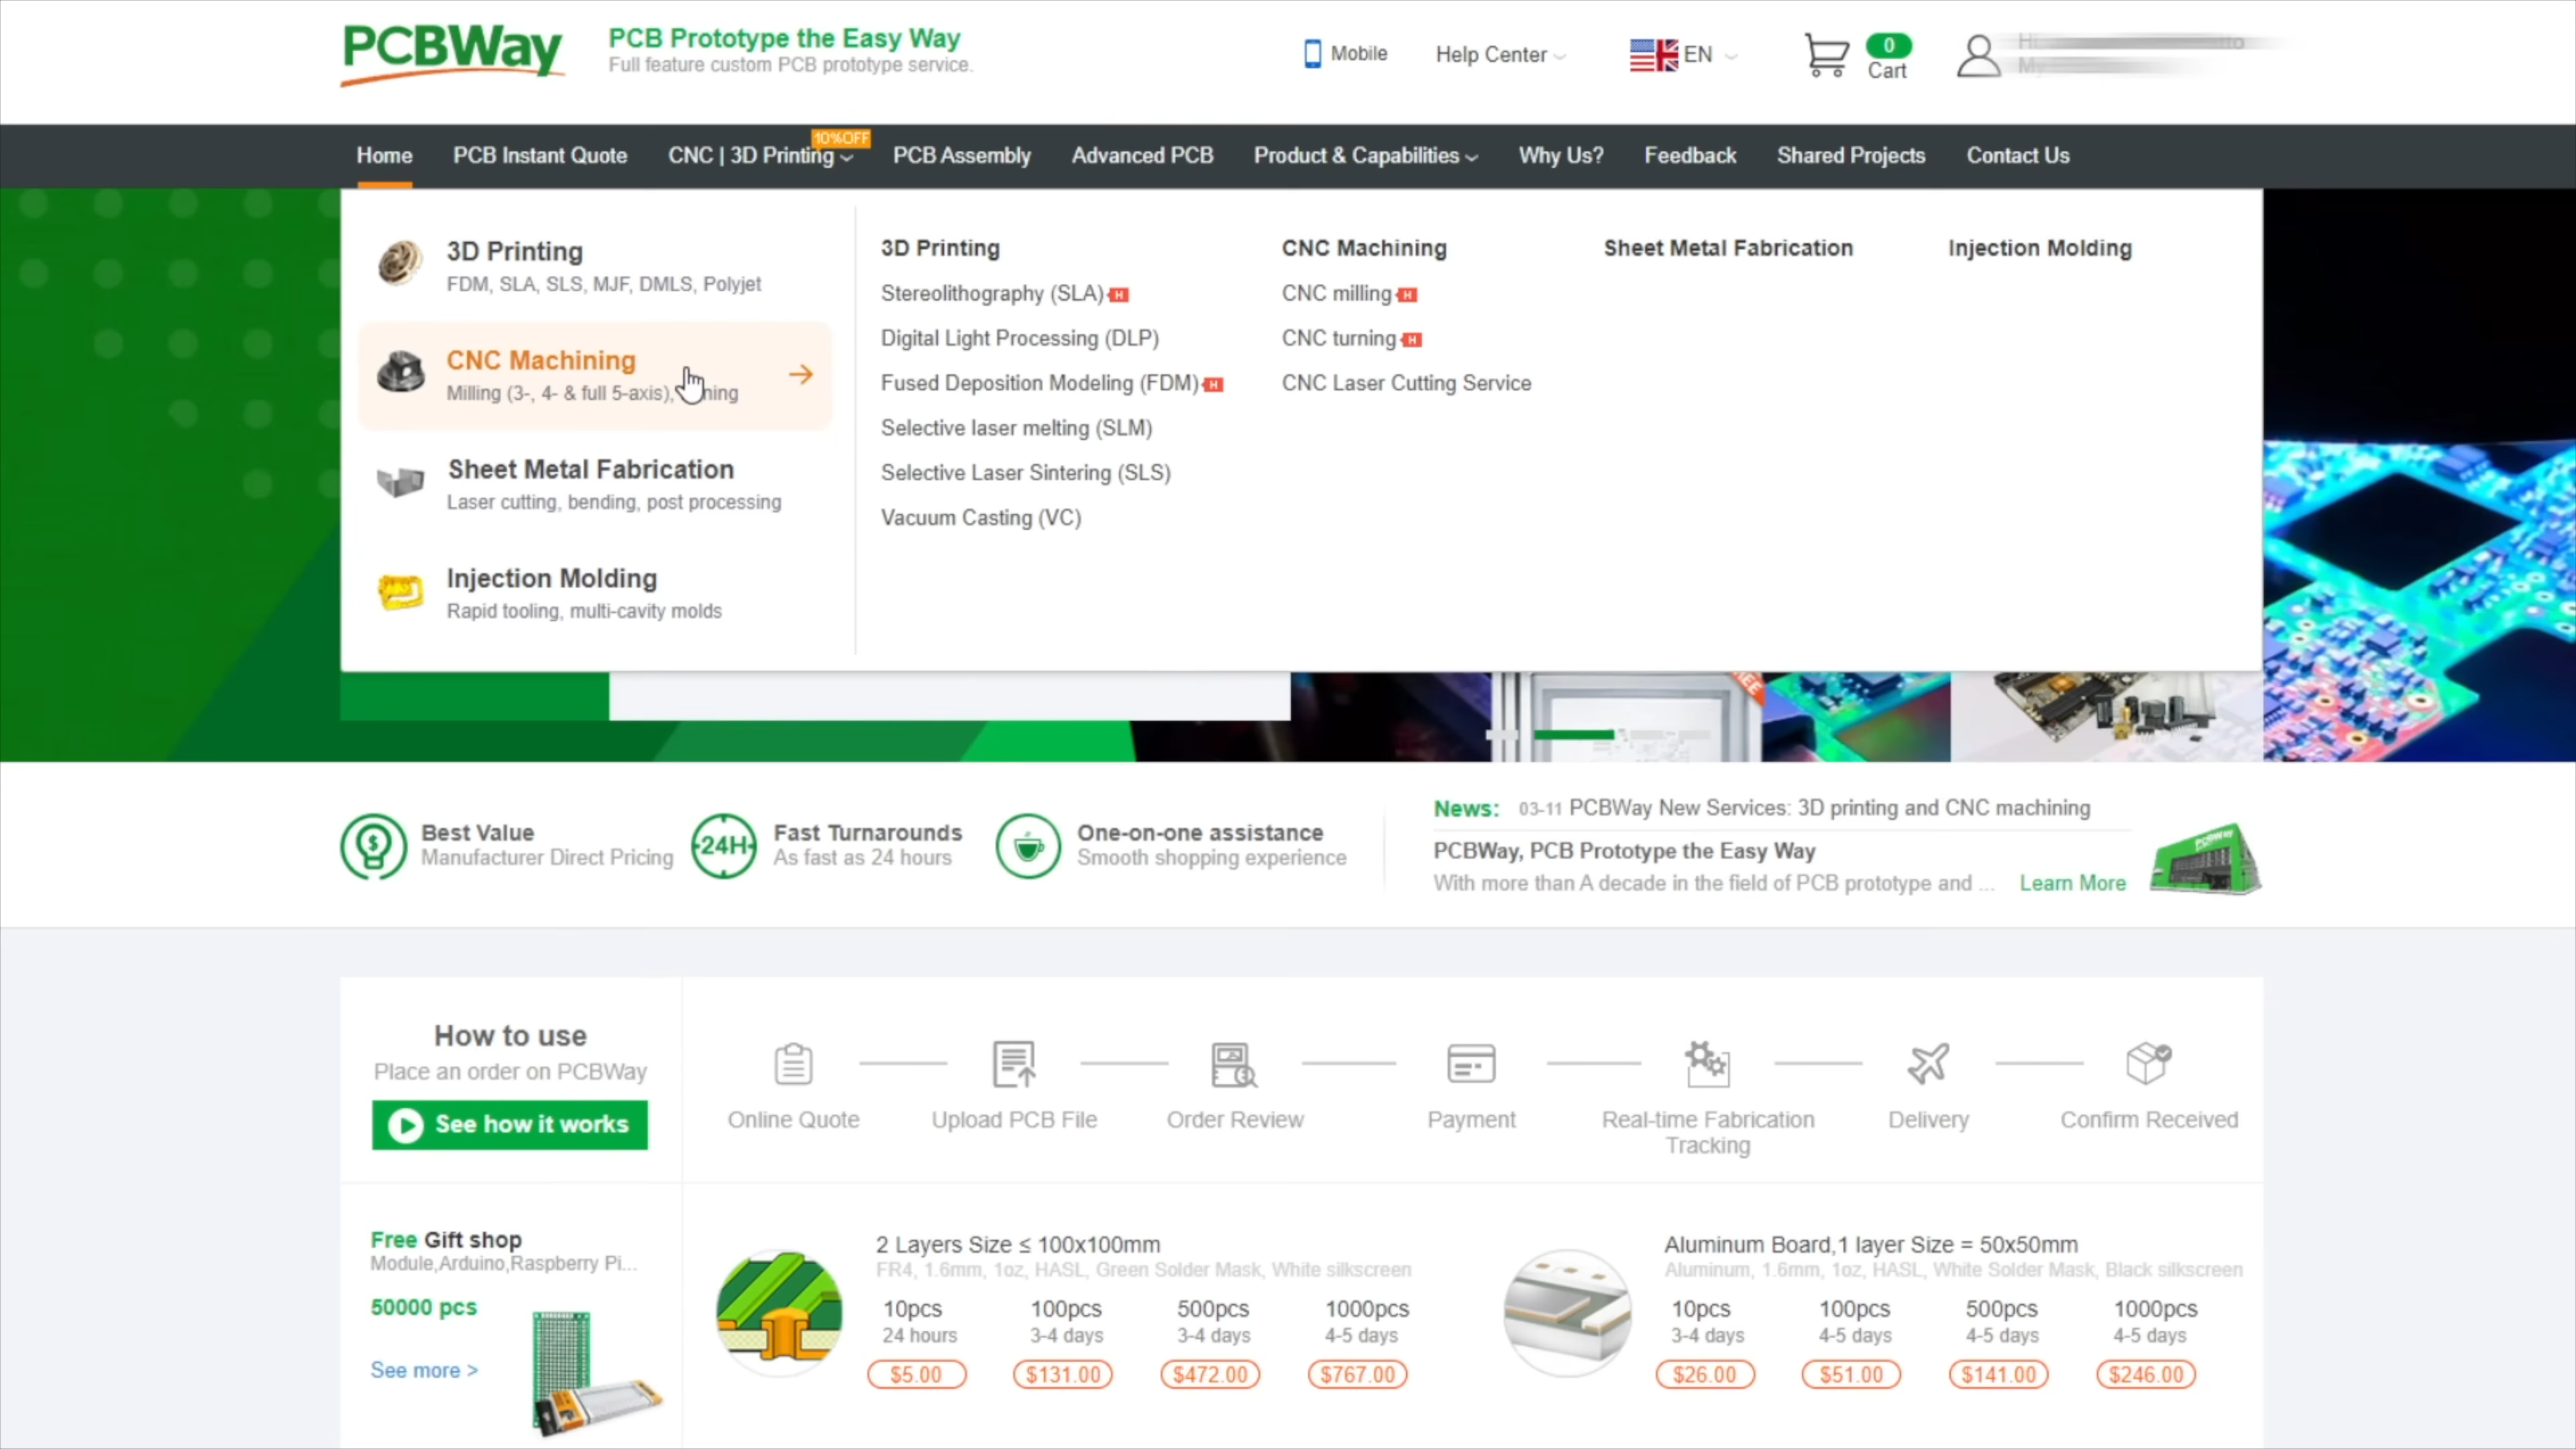 PCBWay
PCB Prototype the Easy Way
Full feature custom PCB prototype service.
Mobile
Help Center
EN
0
Cart
Home
PCB Instant Quote
CNC | 3D Printing
10%OFF
PCB Assembly
Advanced PCB
Product & Capabilities
Why Us?
Feedback
Shared Projects
Contact Us
3D Printing
FDM, SLA, SLS, MJF, DMLS, Polyjet
CNC Machining
Milling (3-, 4- & full 5-axis),
Sheet Metal Fabrication
Laser cutting, bending, post processing
Injection Molding
Rapid tooling, multi-cavity molds
3D Printing
Stereolithography (SLA) H
Digital Light Processing (DLP)
Fused Deposition Modeling (FDM) H
Selective laser melting (SLM)
Selective Laser Sintering (SLS)
Vacuum Casting (VC)
CNC Machining
CNC milling H
CNC turning H
CNC Laser Cutting Service
Sheet Metal Fabrication
Injection Molding
Best Value
Manufacturer Direct Pricing
24H
Fast Turnarounds
As fast as 24 hours
One-on-one assistance
Smooth shopping experience
News: 03-11 PCBWay New Services: 3D printing and CNC machining
PCBWay, PCB Prototype the Easy Way
With more than A decade in the field of PCB prototype and ... Learn More
PCBWay
How to use
Place an order on PCBWay
See how it works
Online Quote
Upload PCB File
Order Review
Payment
Real-time Fabrication
Tracking
Delivery
Confirm Received
Free Gift shop
Module,Arduino,Raspberry Pi...
50000 pcs
See more >
2 Layers Size ≤ 100x100mm
FR4, 1.6mm, 1oz, HASL, Green Solder Mask, White silkscreen
10pcs 100pcs 500pcs 1000pcs
24 hours 3-4 days 3-4 days 4-5 days
$5.00 $131.00 $472.00 $767.00
Aluminum Board,1 layer Size = 50x50mm
Aluminum, 1.6mm, 1oz, HASL, White Solder Mask, Black silkscreen
10pcs 100pcs 500pcs 1000pcs
3-4 days 4-5 days 4-5 days 4-5 days
$26.00 $51.00 $141.00 $246.00